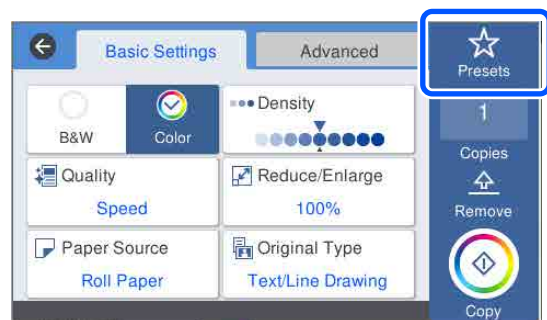 Basic Settings
Advanced
Presets
B&W
Color
Density
1
Copies
Quality
Speed
Reduce/Enlarge
100%
Remove
Paper Source
Roll Paper
Original Type
Text/Line Drawing
Copy